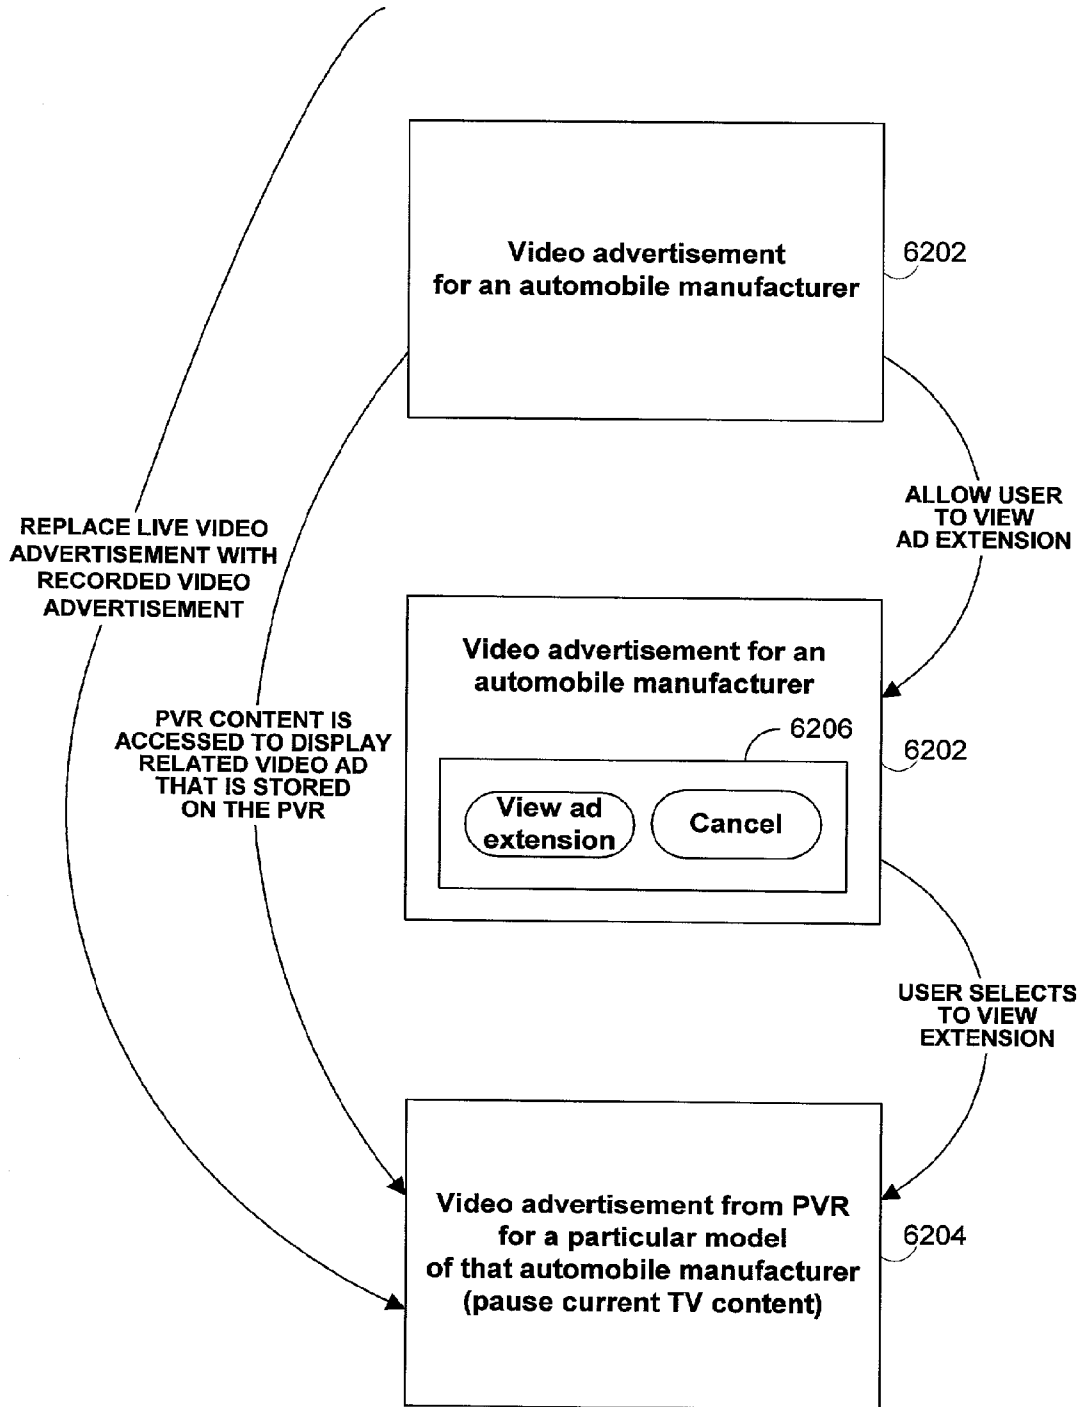 Video advertisement
for an automobile manufacturer
6202
ALLOW USER
TO VIEW
AD EXTENSION
REPLACE LIVE VIDEO
ADVERTISEMENT WITH
RECORDED VIDEO
ADVERTISEMENT
PVR CONTENT IS
ACCESSED TO DISPLAY
RELATED VIDEO AD
THAT IS STORED
ON THE PVR
Video advertisement for an
automobile manufacturer
6206
6202
View ad
extension
Cancel
USER SELECTS
TO VIEW
EXTENSION
Video advertisement from PVR
for a particular model
of that automobile manufacturer
(pause current TV content)
6204